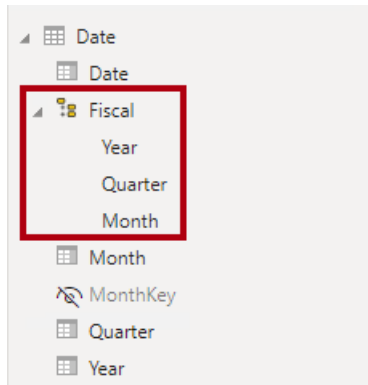 Date
Date
Fiscal
Year
Quarter
Month
Month
MonthKey
Quarter
Year